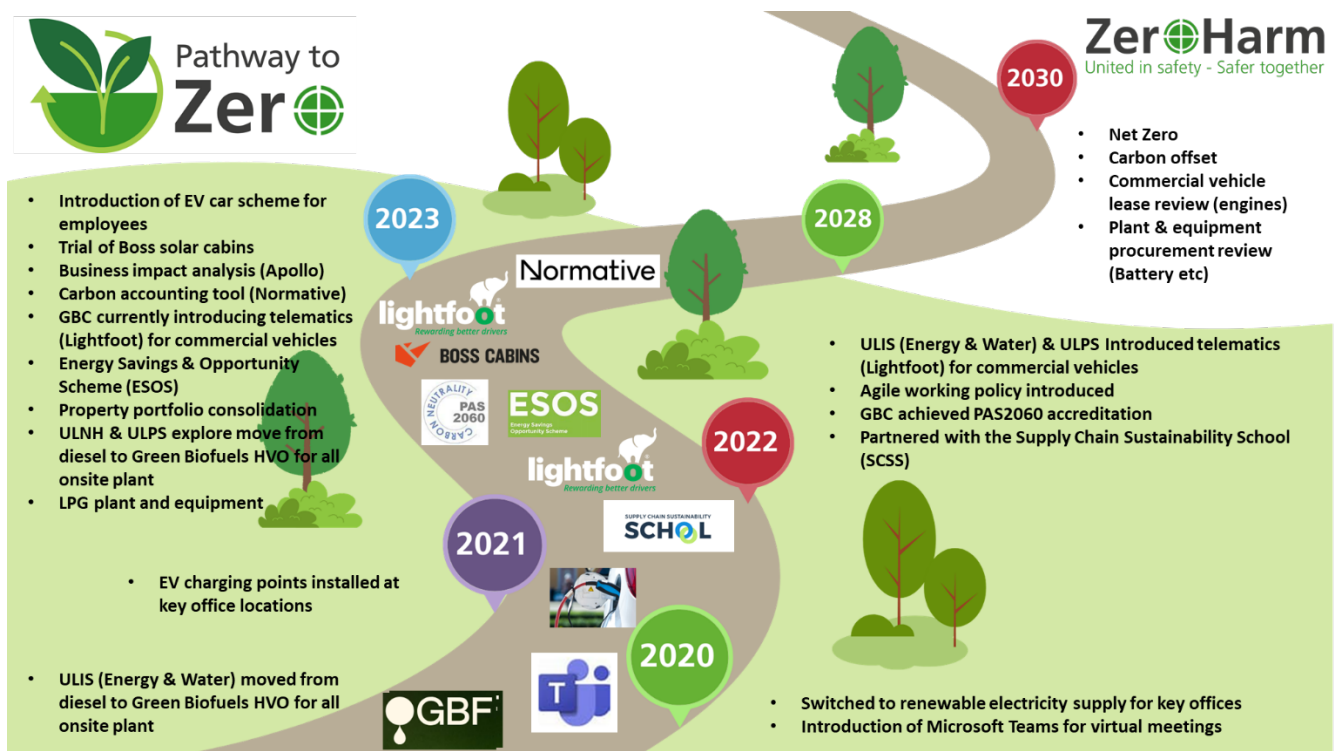 Pathway to
Zero
ZeroHarm
United in safety - Safer together
2030
• Net Zero
• Carbon offset
• Commercial vehicle
lease review (engines)
• Plant & equipment
procurement review
(Battery etc)
2028
2023
• Introduction of EV car scheme for
employees
• Trial of Boss solar cabins
• Business impact analysis (Apollo)
• Carbon accounting tool (Normative)
• GBC currently introducing telematics
(Lightfoot) for commercial vehicles
• Energy Savings & Opportunity
Scheme (ESOS)
• Property portfolio consolidation
• ULNH & ULPS explore move from
diesel to Green Biofuels HVO for all
onsite plant
• LPG plant and equipment
Normative
lightfoot
Rewarding better drivers
BOSS CABINS
CARBON NEUTRALITY
PAS
2060
ESOS
Energy Savings
Opportunity Scheme
2022
• ULIS (Energy & Water) & ULPS Introduced telematics
(Lightfoot) for commercial vehicles
• Agile working policy introduced
• GBC achieved PAS2060 accreditation
• Partnered with the Supply Chain Sustainability School
(SCSS)
lightfoot
Rewarding better drivers
SUPPLY CHAIN SUSTAINABILITY
SCHOOL
2021
• EV charging points installed at
key office locations
2020
• ULIS (Energy & Water) moved from
diesel to Green Biofuels HVO for all
onsite plant
GBF
T
• Switched to renewable electricity supply for key offices
• Introduction of Microsoft Teams for virtual meetings